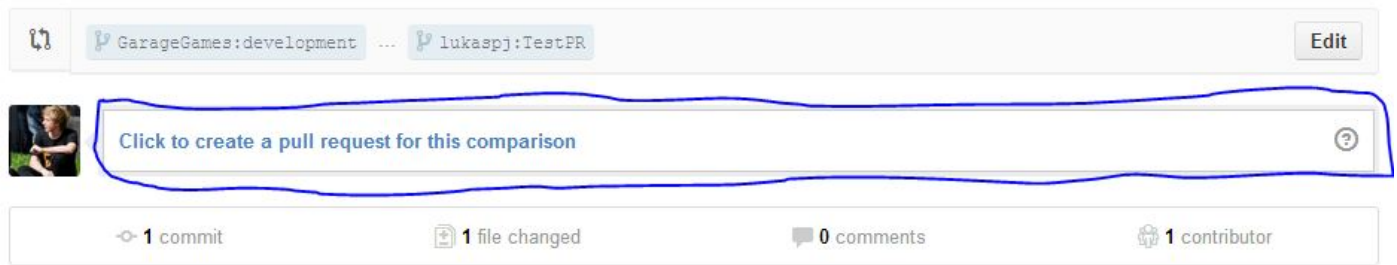 GarageGames:development ... lukaspj:TestPR Edit
Click to create a pull request for this comparison ?
1 commit 1 file changed 0 comments 1 contributor